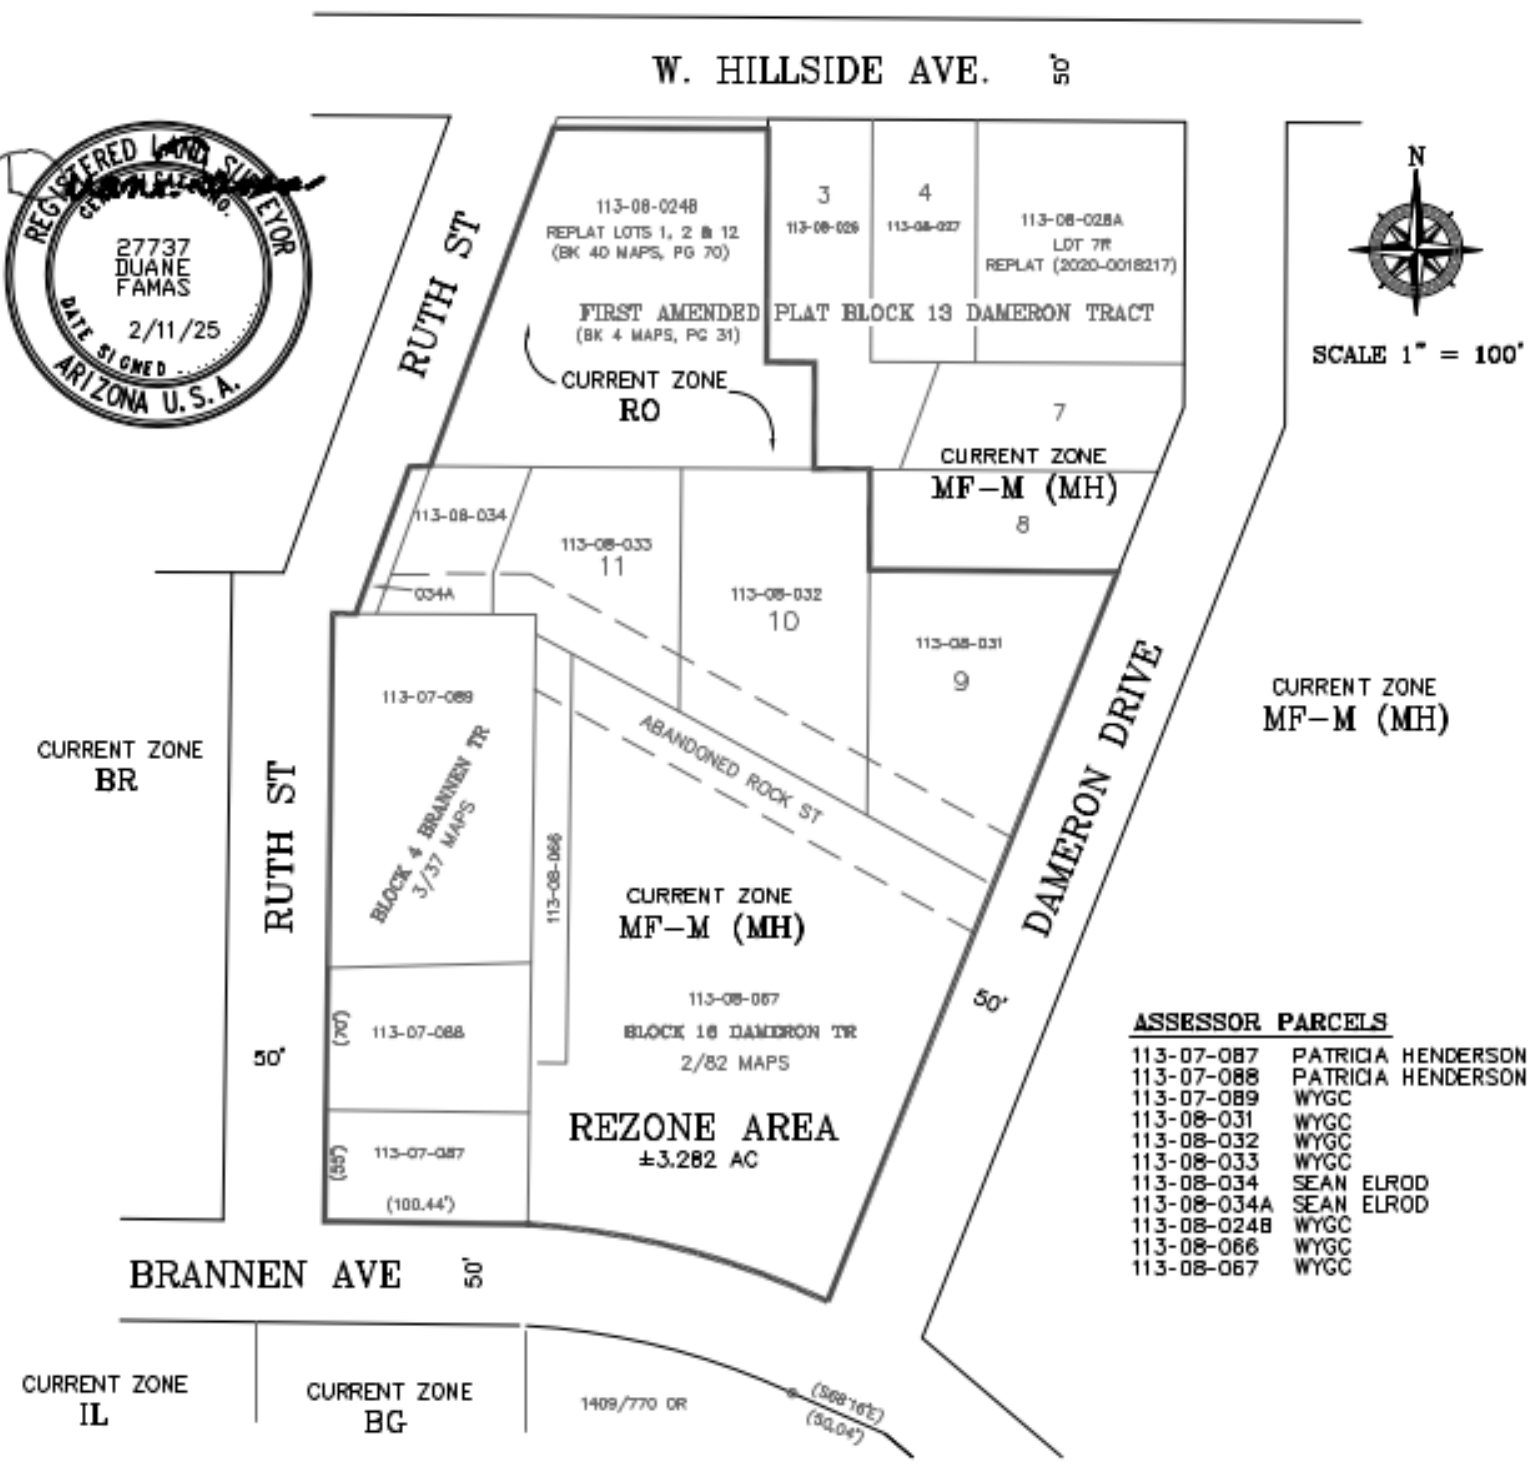 W. HILLSIDE AVE. 50'
REGISTERED LAND SURVEYOR
27737
DUANE
FAMAS
2/11/25
DATE SIGNED
ARIZONA U.S.A.
RUTH ST
113-08-024B
REPLAT LOTS 1, 2 & 12
(BK 40 MAPS, PG 70)
3
113-08-026
4
113-08-027
113-08-028A
LOT 7R
REPLAT (2020-0018217)
FIRST AMENDED PLAT BLOCK 13 DAMERON TRACT
(BK 4 MAPS, PG 31)
CURRENT ZONE
RO
N
SCALE 1" = 100'
7
CURRENT ZONE
MF-M (MH)
8
113-08-034
034A
113-08-033
11
113-08-032
10
113-08-031
9
113-07-089
BLOCK 4 BRANNEN TR
3/37 MAPS
ABANDONED ROCK ST
CURRENT ZONE
BR
RUTH ST
50'
113-08-066
CURRENT ZONE
MF-M (MH)
DAMERON DRIVE
50'
CURRENT ZONE
MF-M (MH)
113-08-067
BLOCK 16 DAMERON TR
2/82 MAPS
(70')
113-07-088
REZONE AREA
±3.282 AC
(55')
113-07-087
(100.44')
ASSESSOR PARCELS
113-07-087 PATRICIA HENDERSON
113-07-088 PATRICIA HENDERSON
113-07-089 WYGC
113-08-031 WYGC
113-08-032 WYGC
113-08-033 WYGC
113-08-034 SEAN ELROD
113-08-034A SEAN ELROD
113-08-024B WYGC
113-08-066 WYGC
113-08-067 WYGC
BRANNEN AVE 50'
CURRENT ZONE
IL
CURRENT ZONE
BG
1409/770 OR
(S68°16'E)
(50.04')